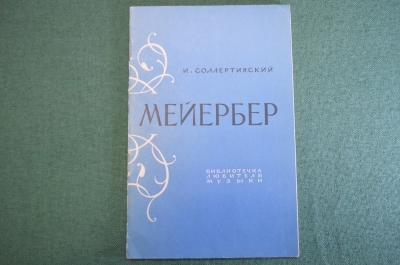 И. СОЛЛЕРТИНСКИЙ
МЕЙЕРБЕР
БИБЛИОТЕЧКА
ЛЮБИТЕЛЯ
МУЗЫКИ